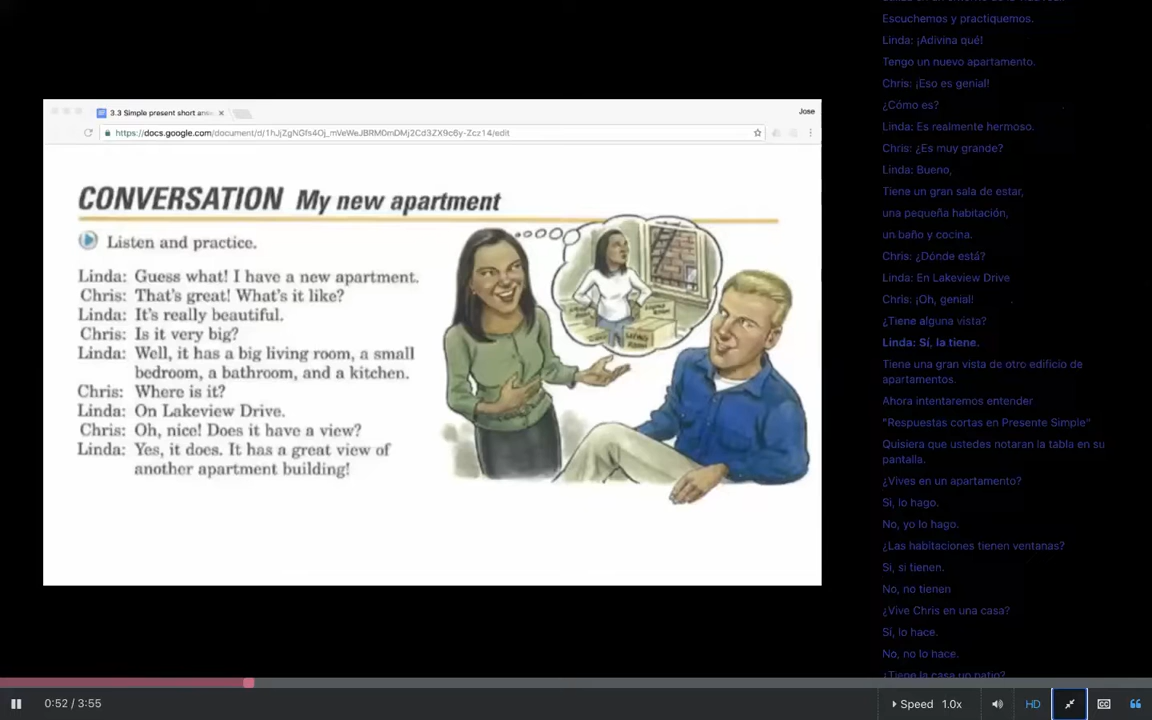 3.3 Simple present short answ
Jose
https://docs.google.com/document/d/1hJjZgNGfs4Oj_mVeWeJBRM0mDMj2Cd3ZX9c6y-Zcz14/edit
CONVERSATION My new apartment
Listen and practice.
Linda: Guess what! I have a new apartment.
Chris: That's great! What's it like?
Linda: It's really beautiful.
Chris: Is it very big?
Linda: Well, it has a big living room, a small
bedroom, a bathroom, and a kitchen.
Chris: Where is it?
Linda: On Lakeview Drive.
Chris: Oh, nice! Does it have a view?
Linda: Yes, it does. It has a great view of
another apartment building!
Escuchemos y practiquemos.
Linda: ¡Adivina qué!
Tengo un nuevo apartamento.
Chris: ¡Eso es genial!
¿Cómo es?
Linda: Es realmente hermoso.
Chris: ¿Es muy grande?
Linda: Bueno,
Tiene un gran sala de estar,
una pequeña habitación,
un baño y cocina.
Chris: ¿Dónde está?
Linda: En Lakeview Drive
Chris: ¡Oh, genial!
¿Tiene alguna vista?
Linda: Sí, la tiene.
Tiene una gran vista de otro edificio de
apartamentos.
Ahora intentaremos entender
"Respuestas cortas en Presente Simple"
Quisiera que ustedes notaran la tabla en su
pantalla.
¿Vives en un apartamento?
Sí, lo hago.
No, yo lo hago.
¿Las habitaciones tienen ventanas?
Si, si tienen.
No, no tienen
¿Vive Chris en una casa?
Sí, lo hace.
No, no lo hace.
¿Tiene la casa un patio?
0:52 / 3:55
Speed 1.0x
HD
CC